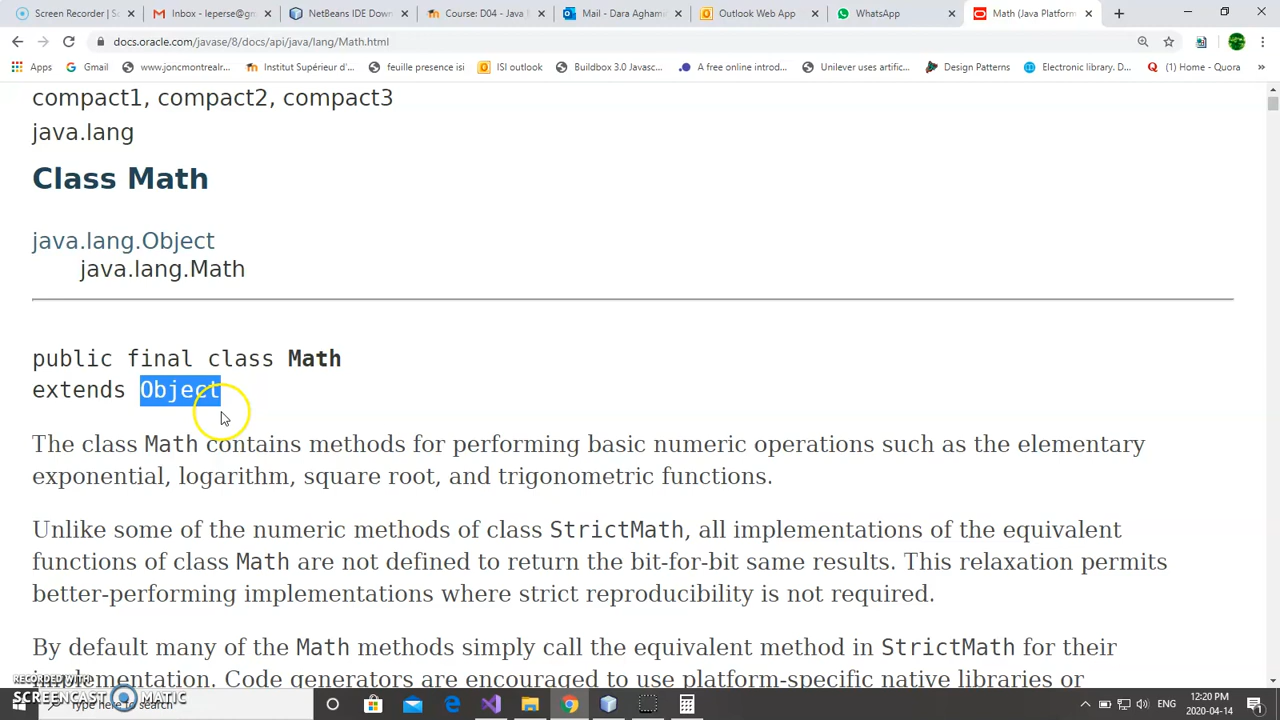 Screen Recorder | S
Inbox - leperse@gm
NetBeans IDE Down
Course: D04 - Java
Mail - Dara Aghami
Outlook Web App
WhatsApp
Math (Java Platform
docs.oracle.com/javase/8/docs/api/java/lang/Math.html
Apps
Gmail
www.joncmontrealr...
Institut Supérieur d'...
feuille presence isi
ISI outlook
Buildbox 3.0 Javasc...
A free online introd...
Unilever uses artific...
Design Patterns
Electronic library. D...
(1) Home - Quora
»
compact1, compact2, compact3
java.lang
Class Math
java.lang.Object
java.lang.Math
public final class Math
extends Object
The class Math contains methods for performing basic numeric operations such as the elementary
exponential, logarithm, square root, and trigonometric functions.
Unlike some of the numeric methods of class StrictMath, all implementations of the equivalent
functions of class Math are not defined to return the bit-for-bit same results. This relaxation permits
better-performing implementations where strict reproducibility is not required.
By default many of the Math methods simply call the equivalent method in StrictMath for their
implementation. Code generators are encouraged to use platform-specific native libraries or
RECORDED WITH
SCREENCAST MATIC
Type here to search
ENG
12:20 PM
2020-04-14